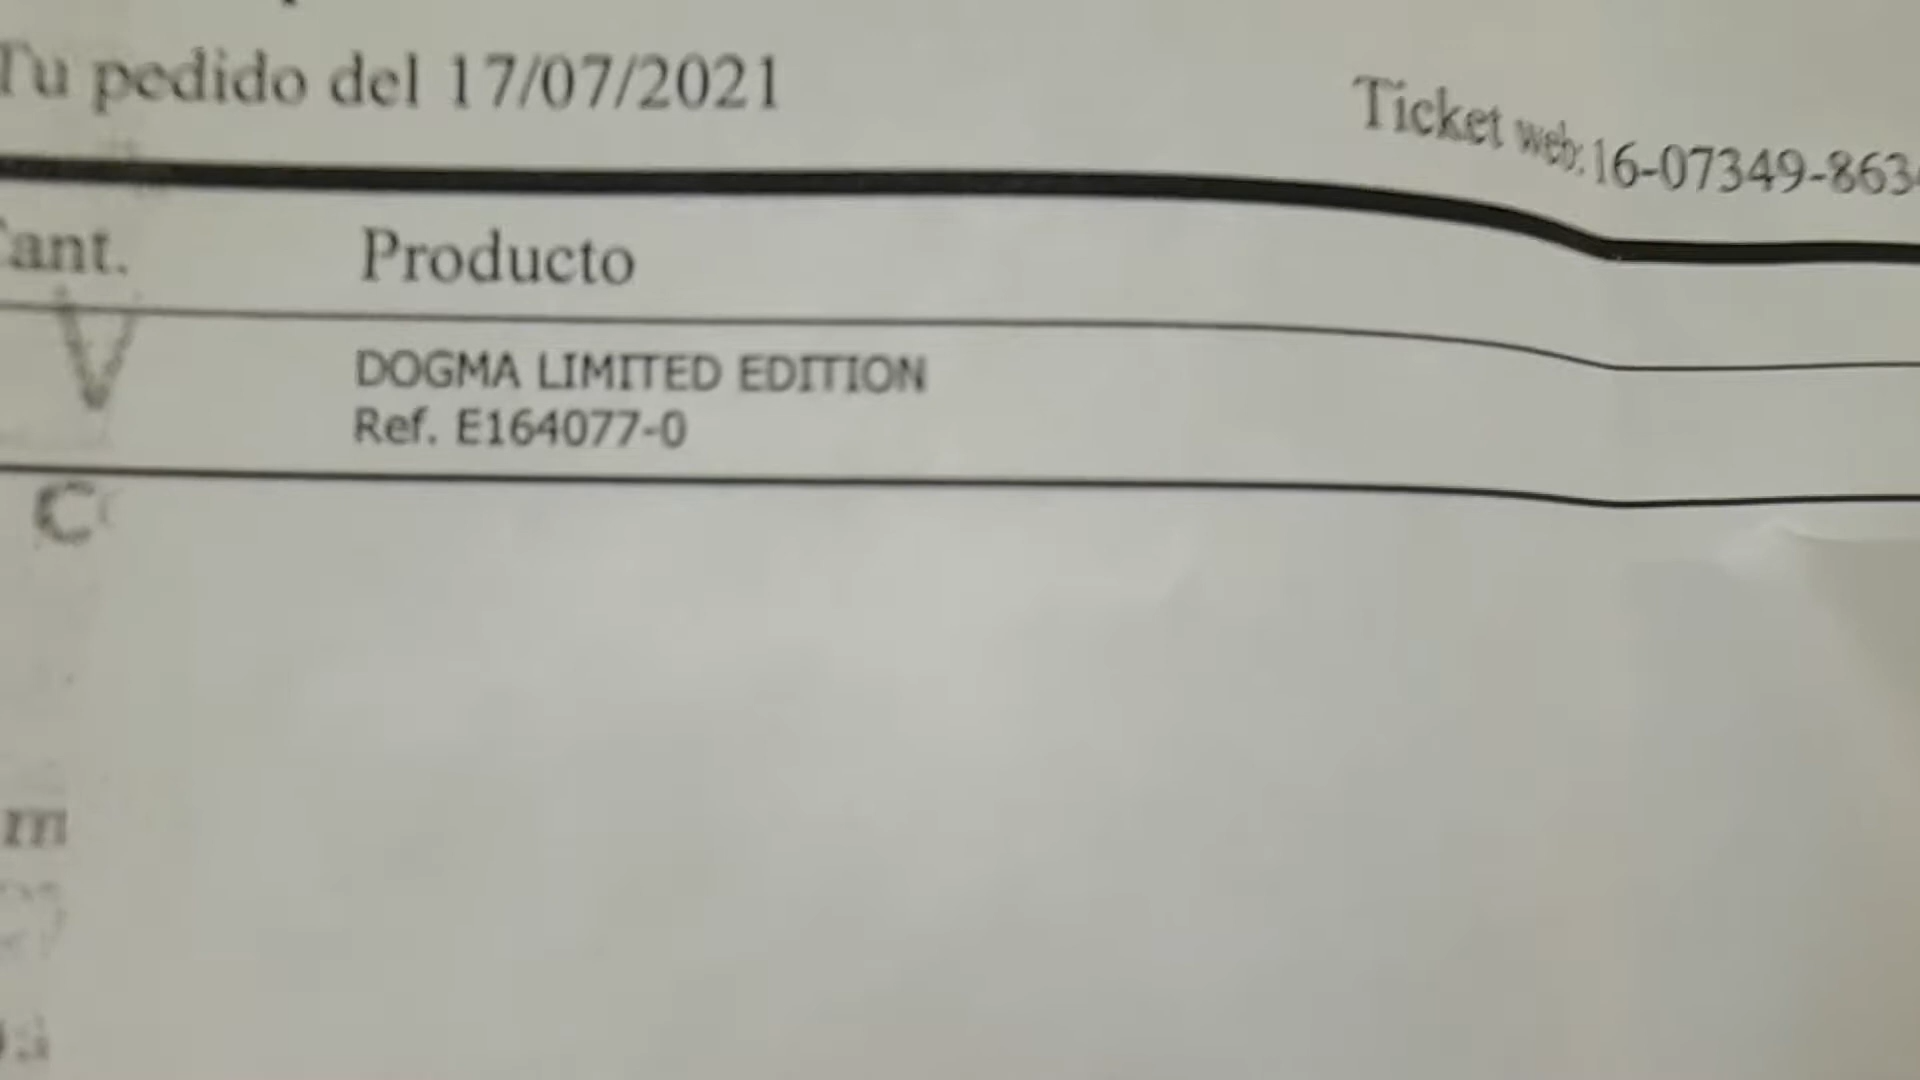 Tu pedido del 17/07/2021
Ticket web:16-07349-863
Cant. Producto
DOGMA LIMITED EDITION
Ref. E164077-0